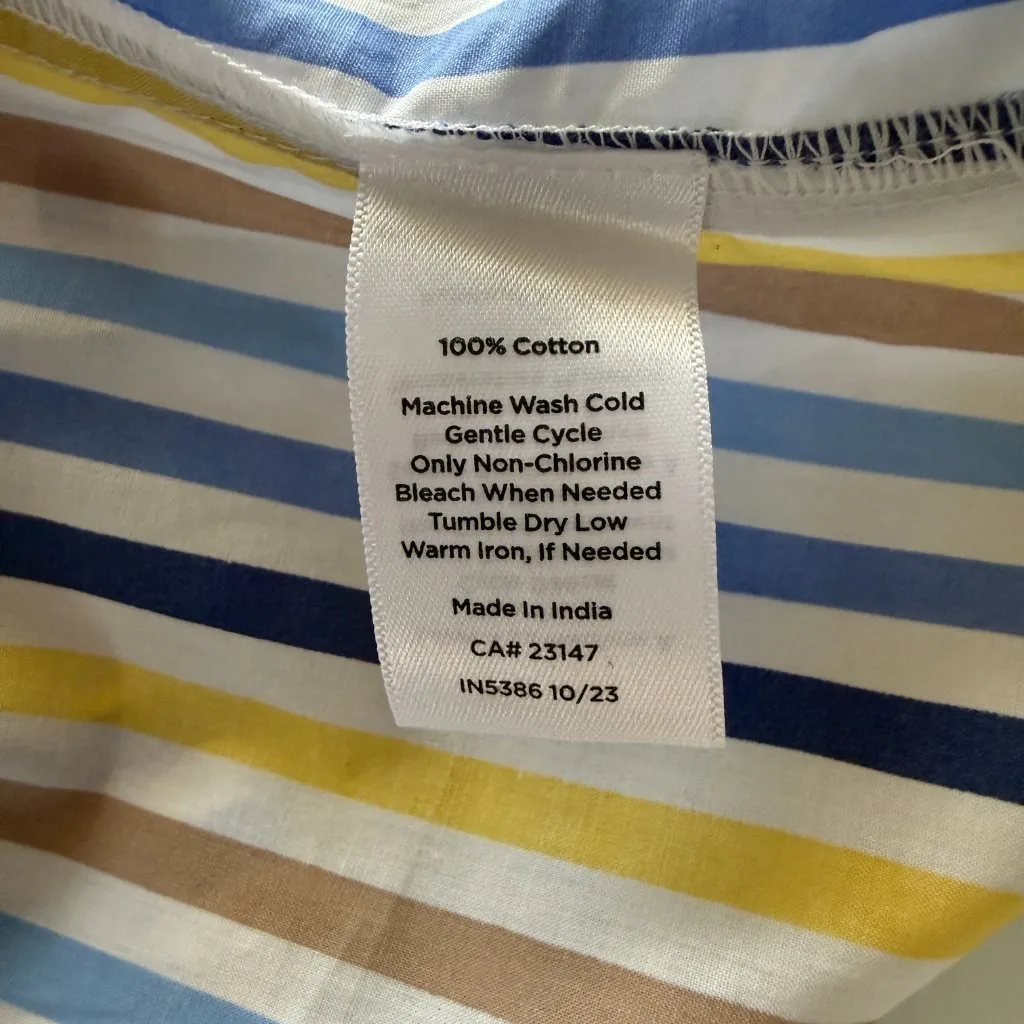 100% Cotton
Machine Wash Cold
Gentle Cycle
Only Non-Chlorine
Bleach When Needed
Tumble Dry Low
Warm Iron, If Needed
Made In India
CA# 23147
IN5386 10/23